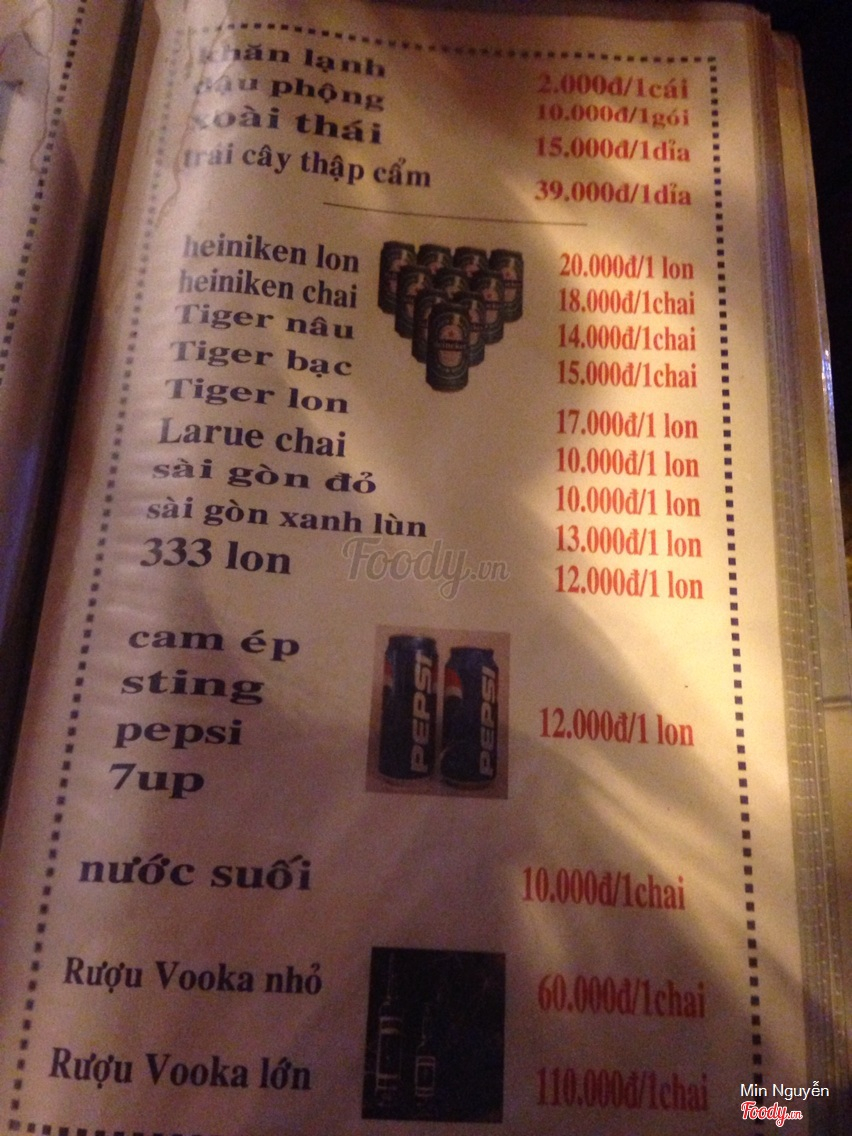 khăn lạnh 2.000đ/1cái
đậu phộng 10.000đ/1gói
xoài thái 15.000đ/1dĩa
trái cây thập cẩm 39.000đ/1dĩa
heiniken lon 20.000đ/1 lon
heiniken chai 18.000đ/1chai
Tiger nâu 14.000đ/1chai
Tiger bạc 15.000đ/1chai
Tiger lon 17.000đ/1 lon
Larue chai 10.000đ/1 lon
sài gòn đỏ 10.000đ/1 lon
sài gòn xanh lùn 13.000đ/1 lon
333 lon 12.000đ/1 lon
Foody.vn
cam ép
sting
pepsi 12.000đ/1 lon
7up
PEPSI PEPSI
nước suối 10.000đ/1chai
Rượu Vooka nhỏ 60.000đ/1chai
Rượu Vooka lớn 110.000đ/1chai
Min Nguyễn
Foody.vn